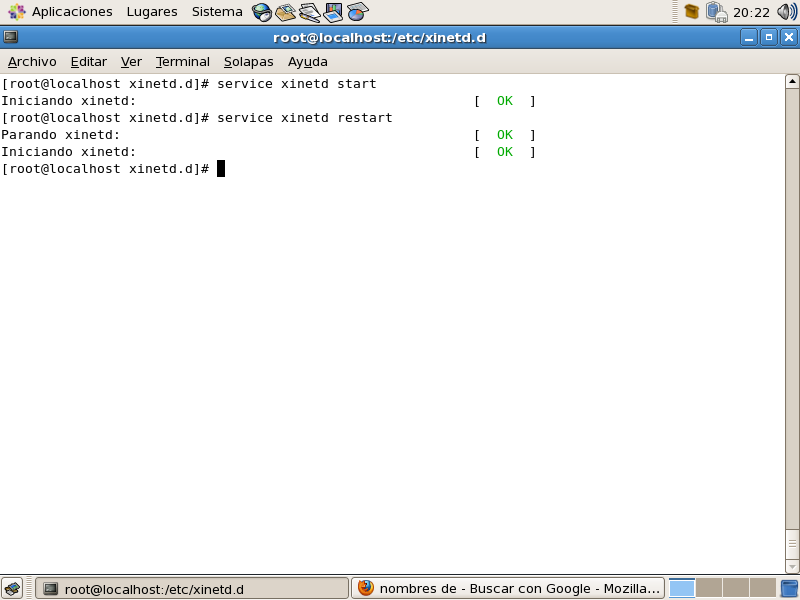 Aplicaciones Lugares Sistema 20:22
root@localhost:/etc/xinetd.d
Archivo Editar Ver Terminal Solapas Ayuda
[root@localhost xinetd.d]# service xinetd start
Iniciando xinetd: [ OK ]
[root@localhost xinetd.d]# service xinetd restart
Parando xinetd: [ OK ]
Iniciando xinetd: [ OK ]
[root@localhost xinetd.d]#
root@localhost:/etc/xinetd.d nombres de - Buscar con Google - Mozilla...